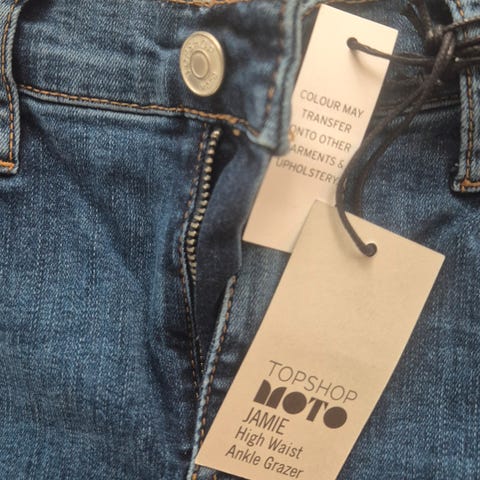 COLOUR MAY
TRANSFER
ONTO OTHER
GARMENTS &
UPHOLSTERY
TOPSHOP
MOTO
JAMIE
High Waist
Ankle Grazer